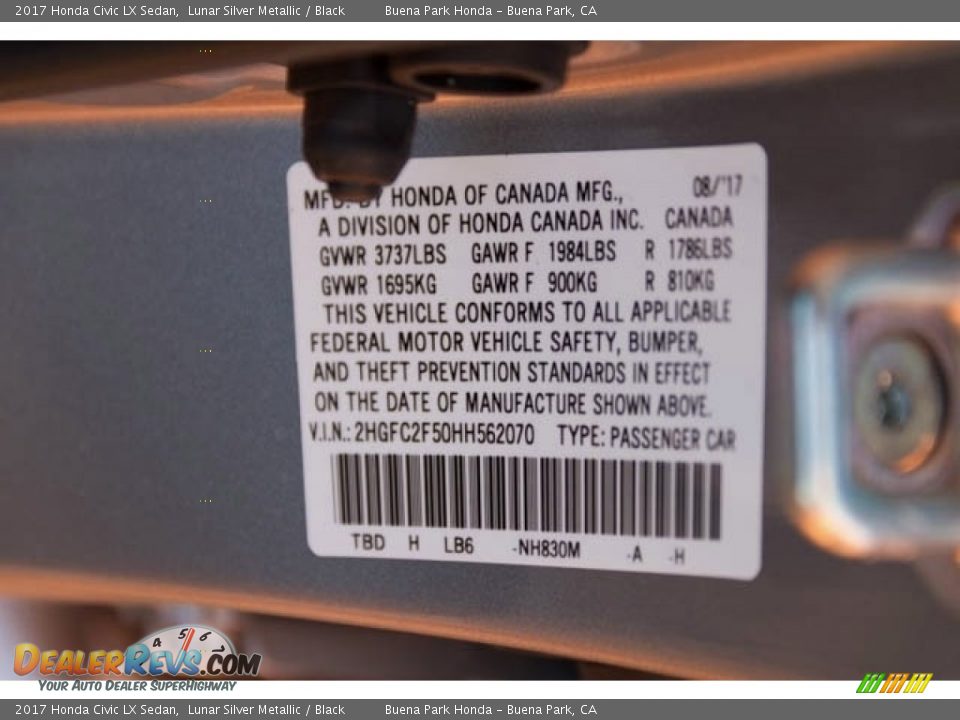 2017 Honda Civic LX Sedan, Lunar Silver Metallic / Black Buena Park Honda – Buena Park, CA
MFD. BY HONDA OF CANADA MFG., 08/'17
A DIVISION OF HONDA CANADA INC. CANADA
GVWR 3737LBS GAWR F 1984LBS R 1786LBS
GVWR 1695KG GAWR F 900KG R 810KG
THIS VEHICLE CONFORMS TO ALL APPLICABLE
FEDERAL MOTOR VEHICLE SAFETY, BUMPER,
AND THEFT PREVENTION STANDARDS IN EFFECT
ON THE DATE OF MANUFACTURE SHOWN ABOVE.
V.I.N.: 2HGFC2F50HH562070 TYPE: PASSENGER CAR
TBD H LB6 -NH830M -A -H
4 5 6 7
DEALERREVS.COM
YOUR AUTO DEALER SUPERHIGHWAY
2017 Honda Civic LX Sedan, Lunar Silver Metallic / Black Buena Park Honda – Buena Park, CA